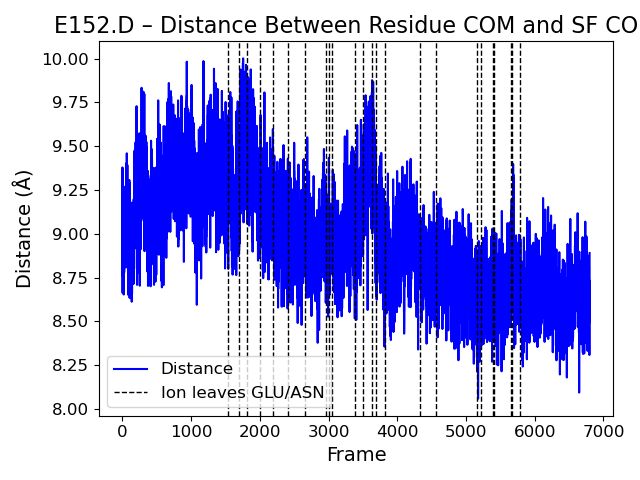 E152.D – Distance Between Residue COM and SF CO
10.00
9.75
9.50
9.25
9.00
8.75
8.50
8.25
8.00
Distance (Å)
Distance
Ion leaves GLU/ASN
0 1000 2000 3000 4000 5000 6000 7000
Frame